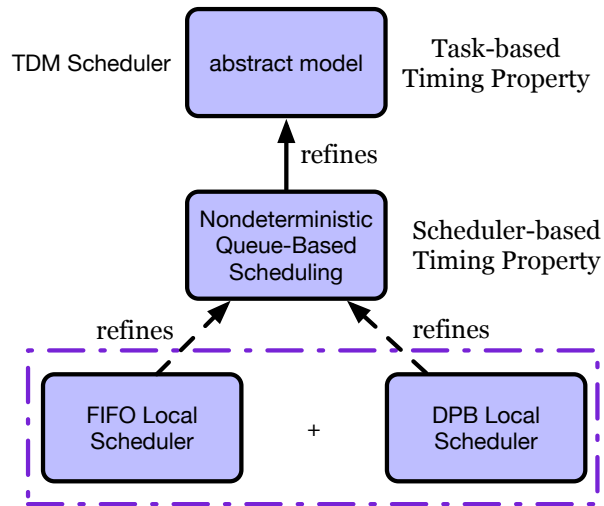 TDM Scheduler
abstract model
Task-based
Timing Property
refines
Nondeterministic
Queue-Based
Scheduling
Scheduler-based
Timing Property
refines
refines
FIFO Local
Scheduler
+
DPB Local
Scheduler